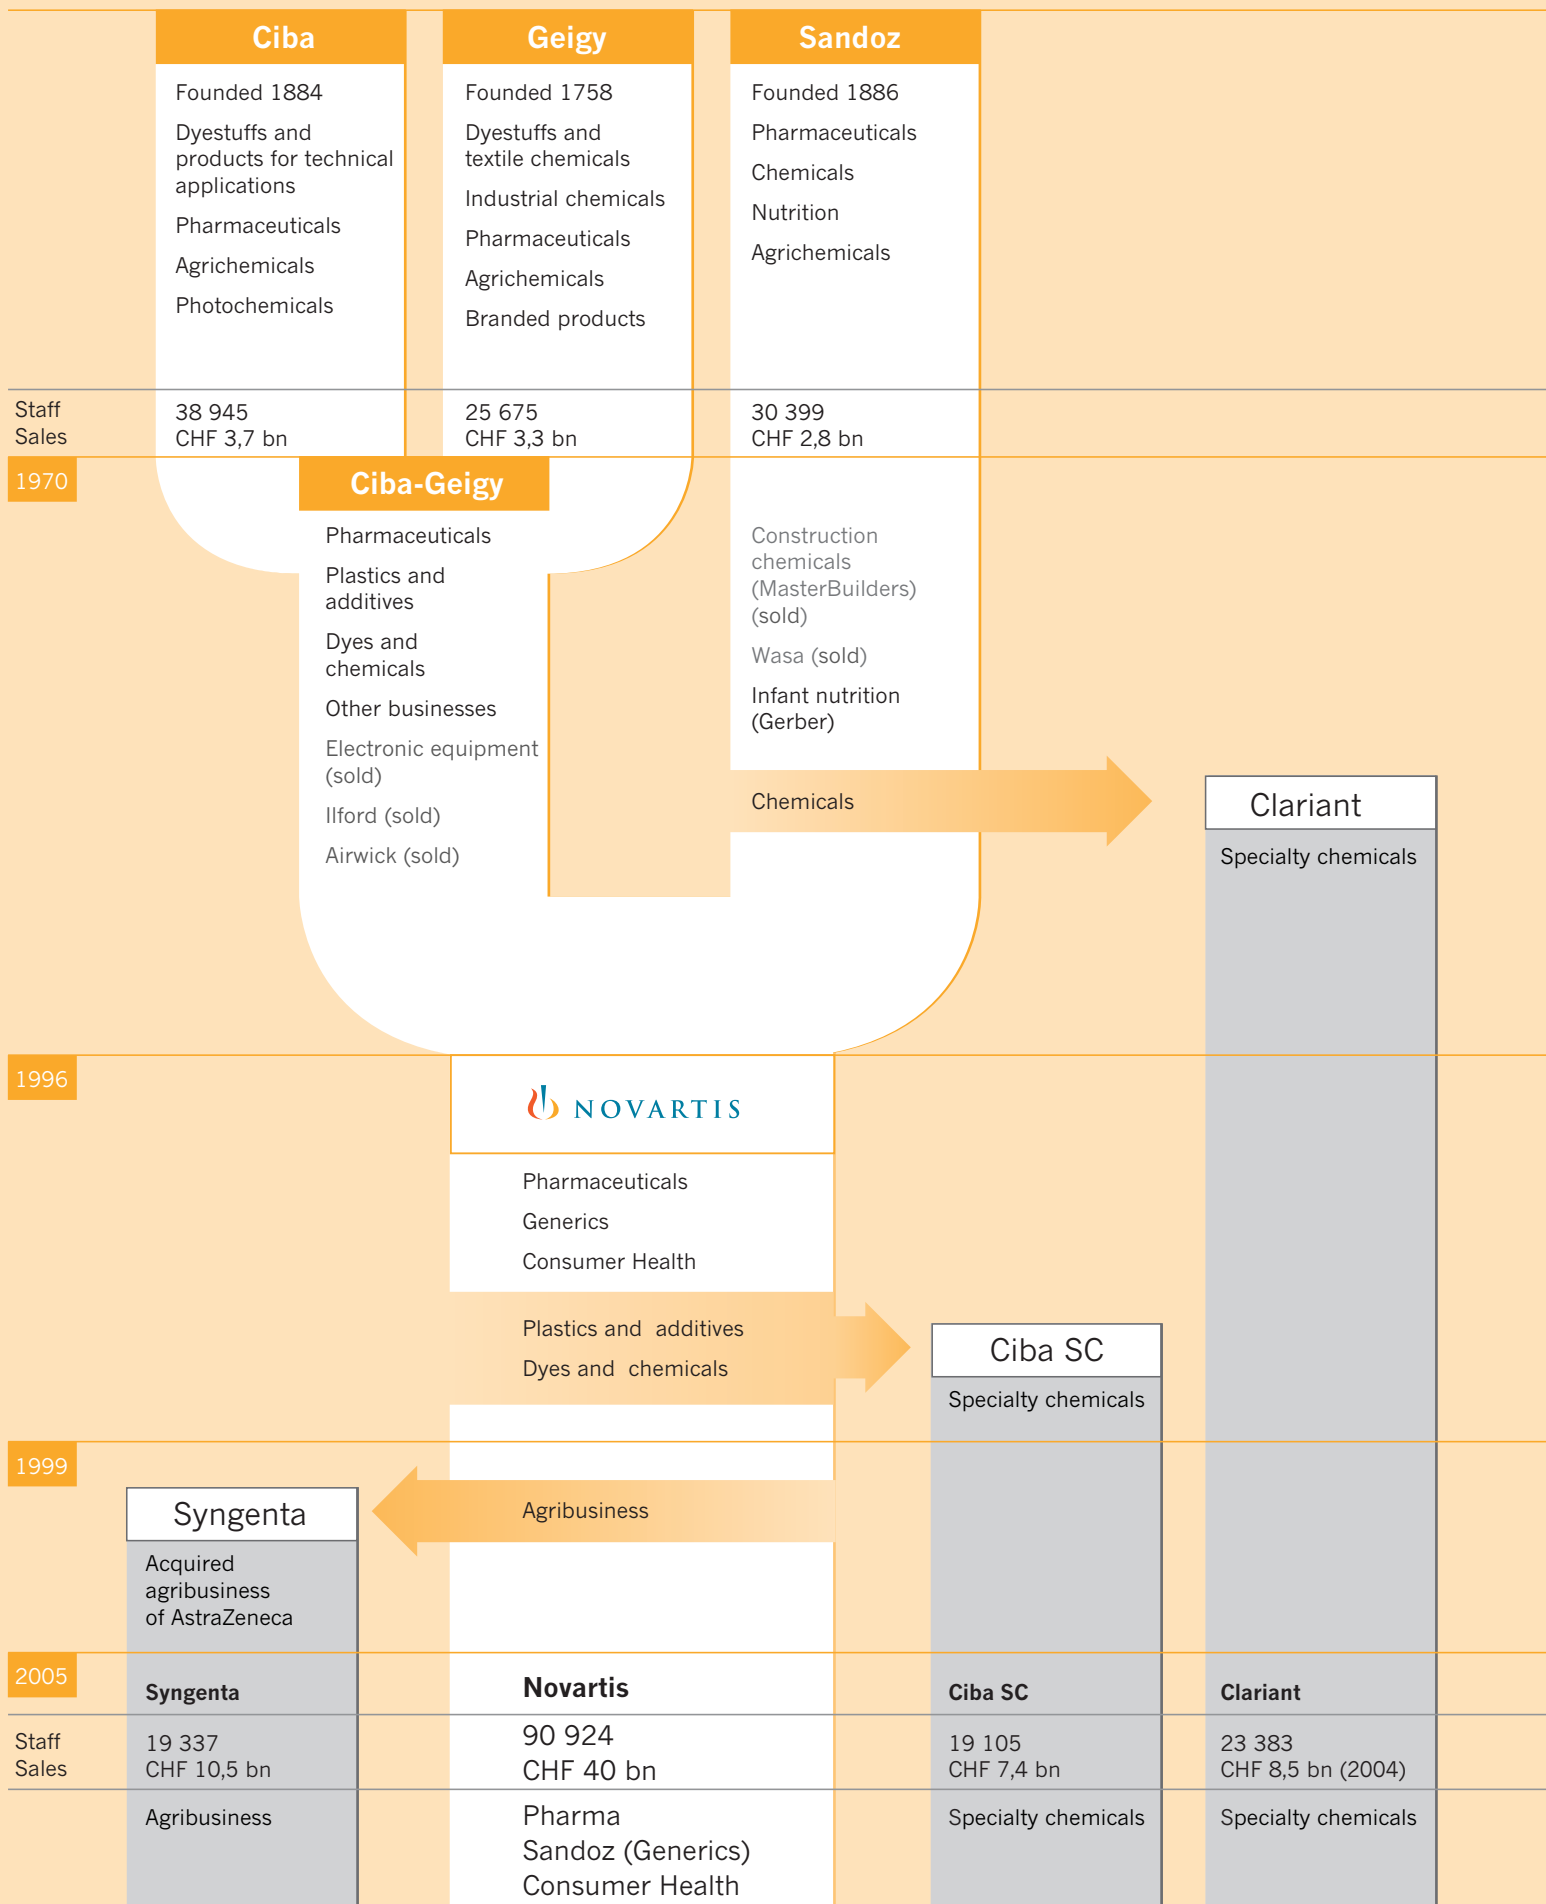 Ciba
Founded 1884
Dyestuffs and
products for technical
applications
Pharmaceuticals
Agrichemicals
Photochemicals
Geigy
Founded 1758
Dyestuffs and
textile chemicals
Industrial chemicals
Pharmaceuticals
Agrichemicals
Branded products
Sandoz
Founded 1886
Pharmaceuticals
Chemicals
Nutrition
Agrichemicals
Staff
Sales
38 945
CHF 3,7 bn
25 675
CHF 3,3 bn
30 399
CHF 2,8 bn
1970
Ciba-Geigy
Pharmaceuticals
Plastics and
additives
Dyes and
chemicals
Other businesses
Electronic equipment
(sold)
Ilford (sold)
Airwick (sold)
Construction
chemicals
(MasterBuilders)
(sold)
Wasa (sold)
Infant nutrition
(Gerber)
Chemicals
Clariant
Specialty chemicals
1996
NOVARTIS
Pharmaceuticals
Generics
Consumer Health
Plastics and additives
Dyes and chemicals
Ciba SC
Specialty chemicals
1999
Agribusiness
Syngenta
Acquired
agribusiness
of AstraZeneca
2005
Syngenta
Novartis
Ciba SC
Clariant
Staff
Sales
19 337
CHF 10,5 bn
90 924
CHF 40 bn
19 105
CHF 7,4 bn
23 383
CHF 8,5 bn (2004)
Agribusiness
Pharma
Sandoz (Generics)
Consumer Health
Specialty chemicals
Specialty chemicals